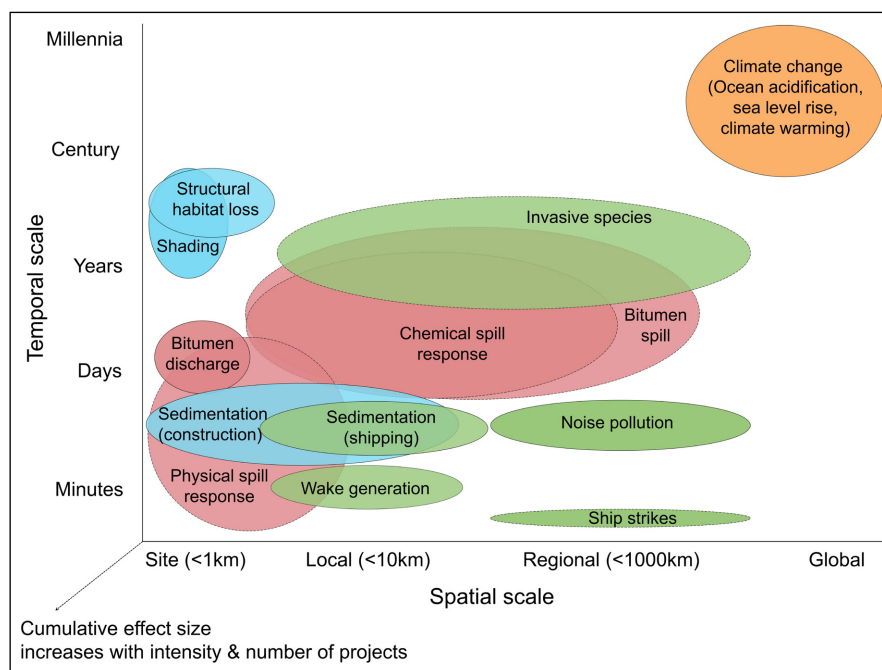 Millennia
Climate change
(Ocean acidification,
sea level rise,
climate warming)
Century
Structural
habitat loss
Shading
Invasive species
Years
Temporal scale
Bitumen
spill
Chemical spill
response
Bitumen
discharge
Days
Sedimentation
(construction)
Sedimentation
(shipping)
Noise pollution
Physical spill
response
Wake generation
Minutes
Ship strikes
Site (<1km)
Local (<10km)
Regional (<1000km)
Global
Spatial scale
Cumulative effect size
increases with intensity & number of projects